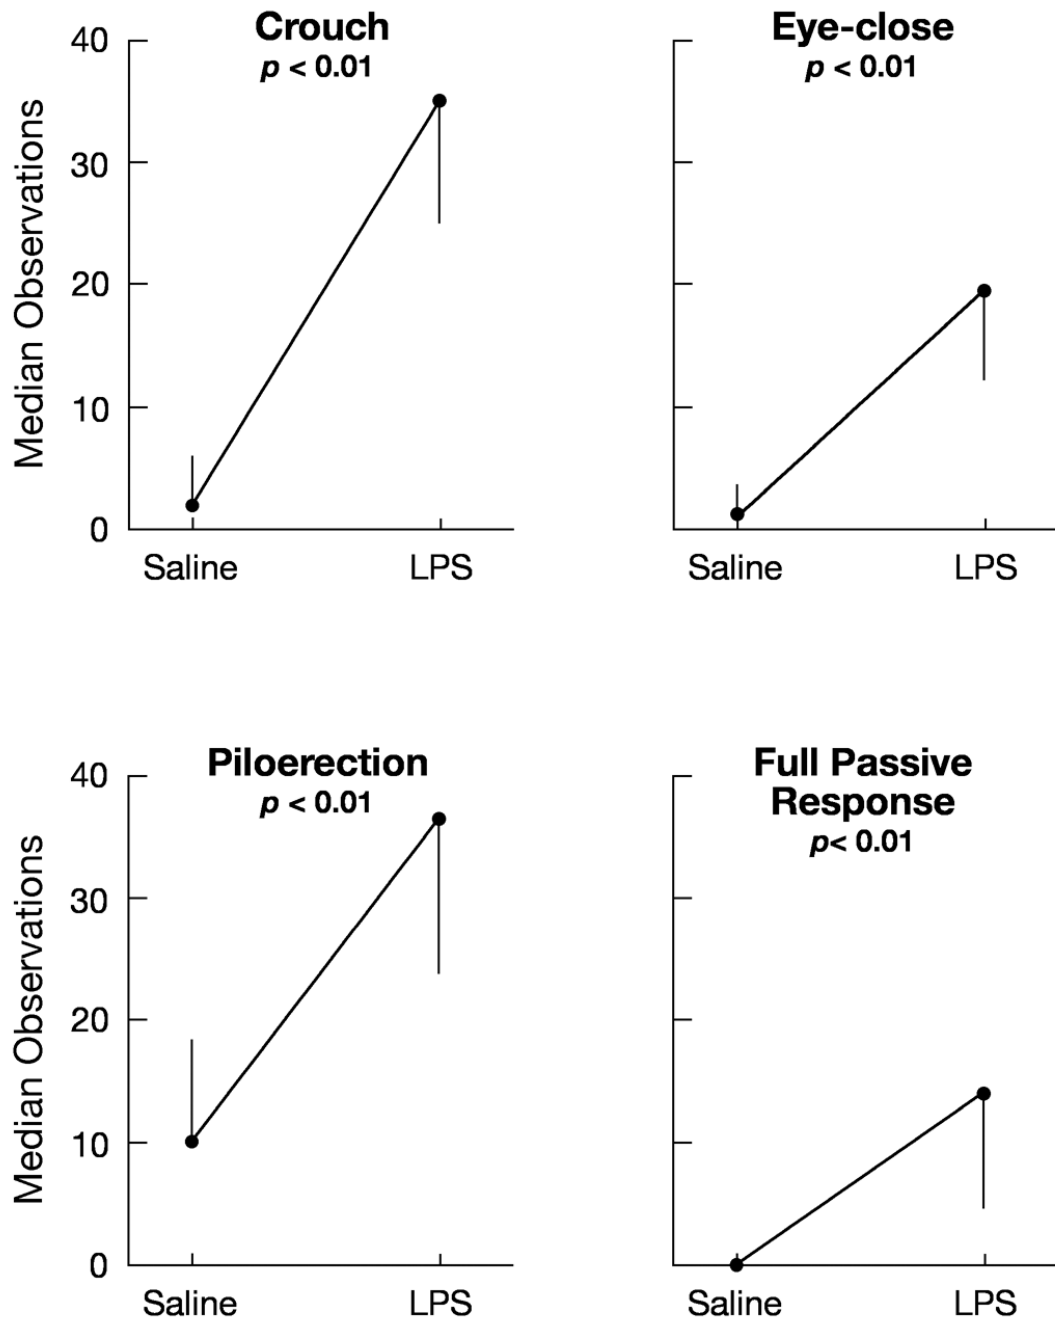 Crouch
p < 0.01
40
30
20
10
0
Median Observations
Saline LPS
Eye-close
p < 0.01
Saline LPS
Piloerection
p < 0.01
40
30
20
10
0
Median Observations
Saline LPS
Full Passive
Response
p< 0.01
Saline LPS